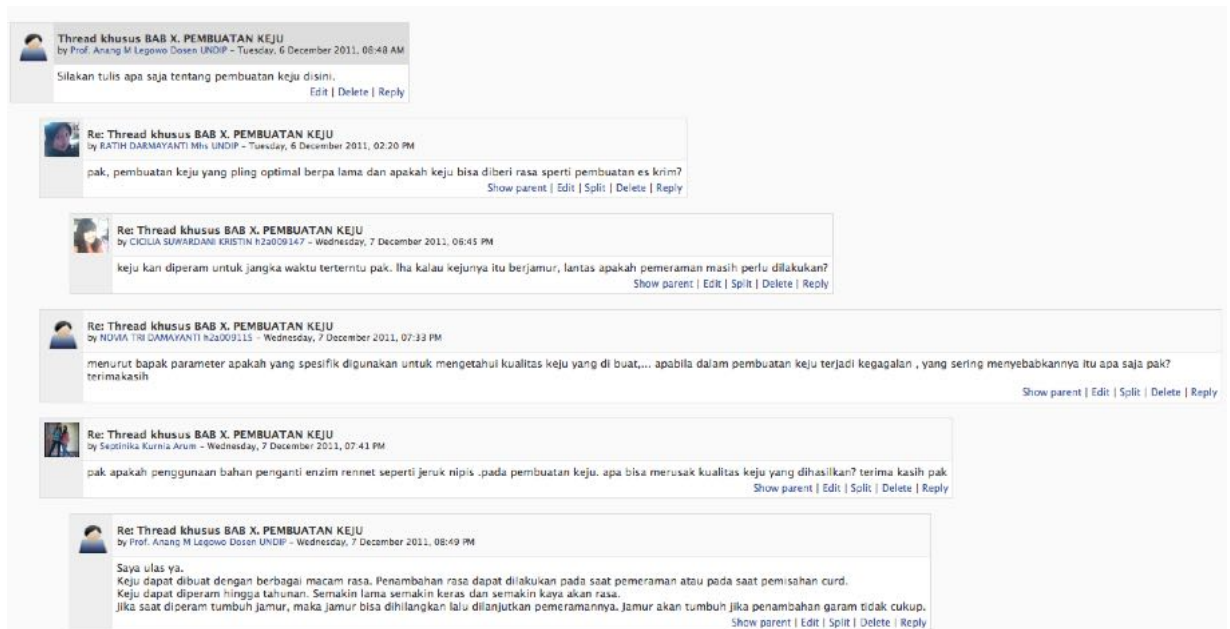 Thread khusus BAB X. PEMBUATAN KEJU
by Prof. Anang M Legowo Dosen UNDIP - Tuesday, 6 December 2011, 08:48 AM
Silakan tulis apa saja tentang pembuatan keju disini.
Edit | Delete | Reply
Re: Thread khusus BAB X. PEMBUATAN KEJU
by RATIH DARMAYANTI Mhs UNDIP - Tuesday, 6 December 2011, 02:20 PM
pak, pembuatan keju yang pling optimal berpa lama dan apakah keju bisa diberi rasa sperti pembuatan es krim?
Show parent | Edit | Split | Delete | Reply
Re: Thread khusus BAB X. PEMBUATAN KEJU
by CICILIA SUWARDANI KRISTIN h2a009147 - Wednesday, 7 December 2011, 06:45 PM
keju kan diperam untuk jangka waktu terterntu pak. lha kalau kejunya itu berjamur, lantas apakah pemeraman masih perlu dilakukan?
Show parent | Edit | Split | Delete | Reply
Re: Thread khusus BAB X. PEMBUATAN KEJU
by NOVIA TRI DAMAYANTI h2a009115 - Wednesday, 7 December 2011, 07:33 PM
menurut bapak parameter apakah yang spesifik digunakan untuk mengetahui kualitas keju yang di buat,... apabila dalam pembuatan keju terjadi kegagalan , yang sering menyebabkannya itu apa saja pak?
terimakasih
Show parent | Edit | Split | Delete | Reply
Re: Thread khusus BAB X. PEMBUATAN KEJU
by Septinika Kurnia Arum - Wednesday, 7 December 2011, 07:41 PM
pak apakah penggunaan bahan penganti enzim rennet seperti jeruk nipis .pada pembuatan keju. apa bisa merusak kualitas keju yang dihasilkan? terima kasih pak
Show parent | Edit | Split | Delete | Reply
Re: Thread khusus BAB X. PEMBUATAN KEJU
by Prof. Anang M Legowo Dosen UNDIP - Wednesday, 7 December 2011, 08:49 PM
Saya ulas ya.
Keju dapat dibuat dengan berbagai macam rasa. Penambahan rasa dapat dilakukan pada saat pemeraman atau pada saat pemisahan curd.
Keju dapat diperam hingga tahunan. Semakin lama semakin keras dan semakin kaya akan rasa.
Jika saat diperam tumbuh jamur, maka jamur bisa dihilangkan lalu dilanjutkan pemeramannya. Jamur akan tumbuh jika penambahan garam tidak cukup.
Show parent | Edit | Split | Delete | Reply